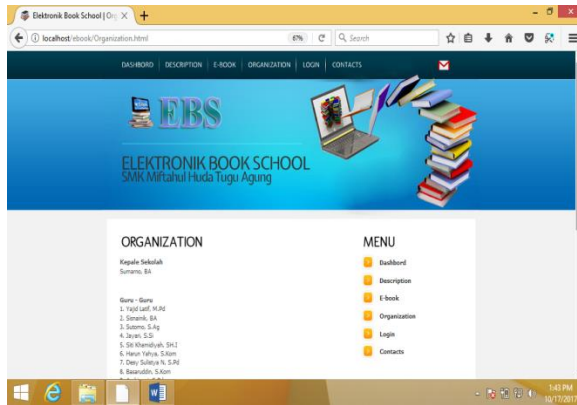 Elektronik Book School | Org
localhost/ebook/Organization.html
67%
Search
DASHBORD
DESCRIPTION
E-BOOK
ORGANIZATION
LOGIN
CONTACTS
EBS
ELEKTRONIK BOOK SCHOOL
SMK Miftahul Huda Tugu Agung
ORGANIZATION
Kepale Sekolah
Sumarno, BA
Guru - Guru
1. Yajid Latif, M.Pd
2. Sismanik, BA
3. Sutomo, S.Ag
4. Jayan, S.Si
5. Siti Khamidiyah, SH.I
6. Harun Yahya, S.Kom
7. Desy Sulistya N, S.Pd
8. Basaruddin, S.Kom
MENU
Dashbord
Description
E-book
Organization
Login
Contacts
1:43 PM
10/17/2017